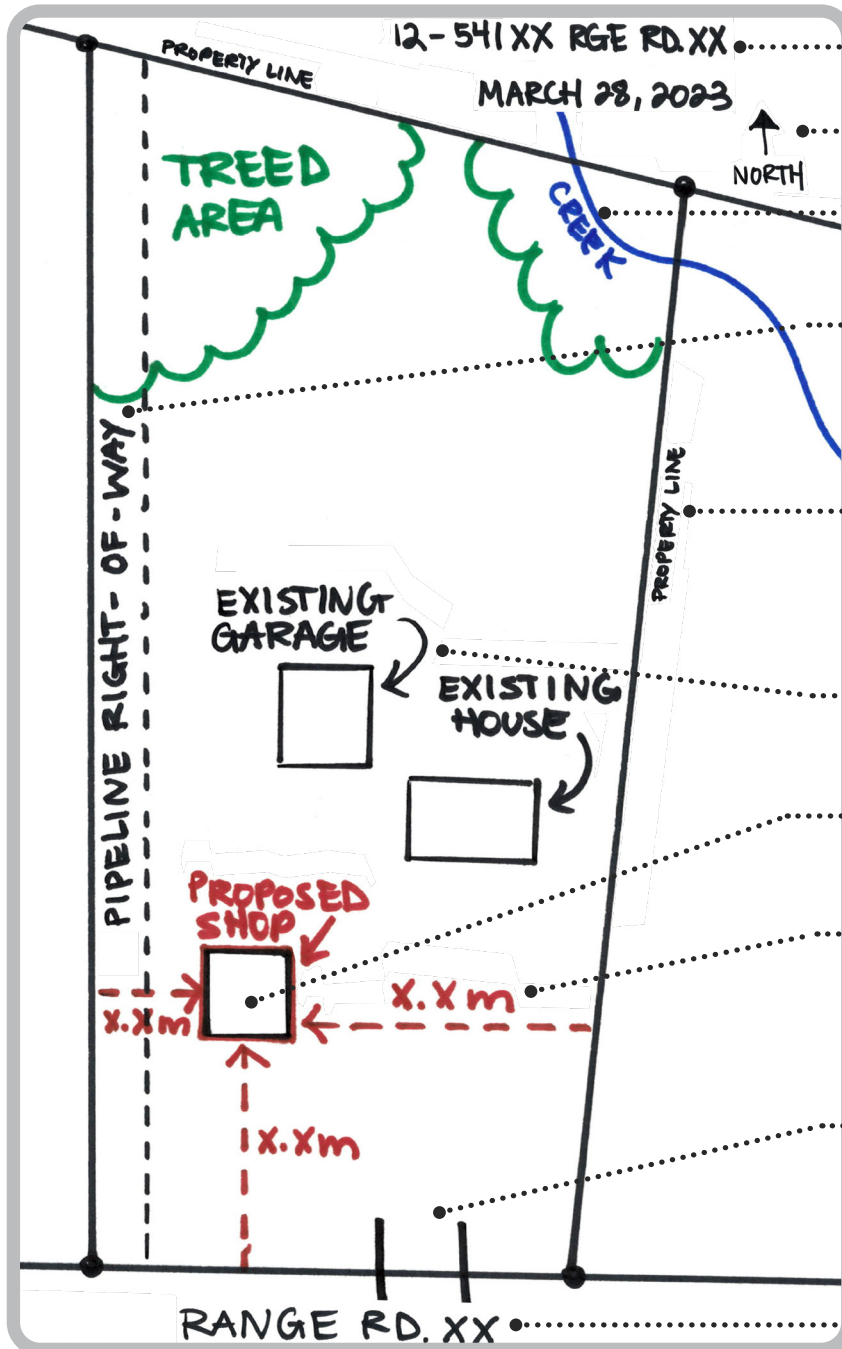 12-541XX RGE RD. XX
PROPERTY LINE
MARCH 28, 2023
NORTH
TREED
AREA
CREEK
PIPELINE RIGHT-OF-WAY
PROPERTY LINE
EXISTING
GARAGE
EXISTING
HOUSE
PROPOSED
SHOP
X.Xm
X.Xm
X.Xm
RANGE RD. XX